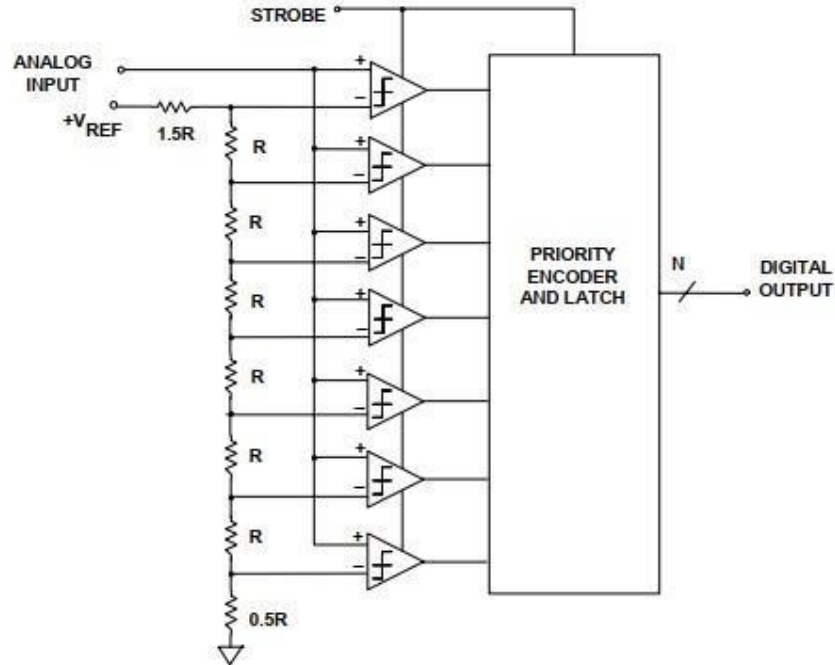 STROBE
ANALOG
INPUT
+VREF
1.5R
+
−
R
+
−
R
+
−
R
+
−
R
+
−
R
+
−
R
+
−
0.5R
PRIORITY
ENCODER
AND LATCH
N
DIGITAL
OUTPUT